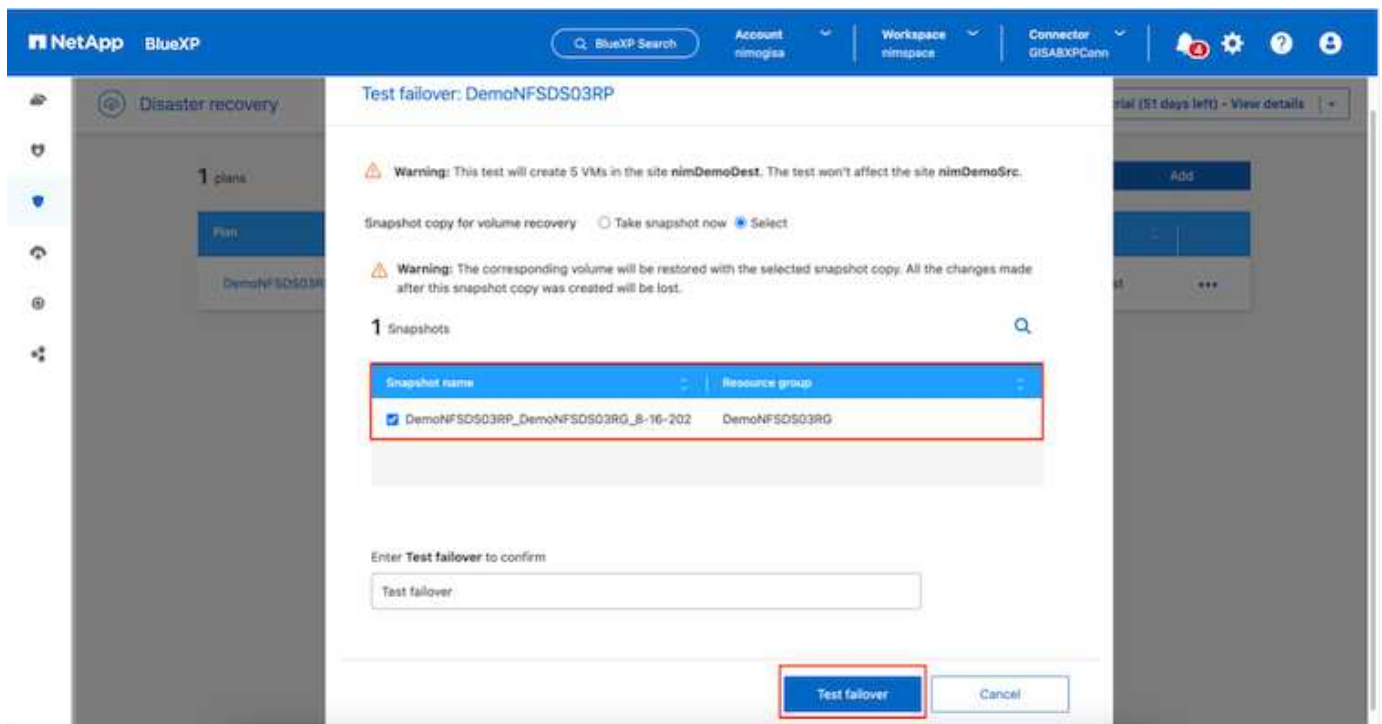 NetApp BlueXP
BlueXP Search
Account
nimogisa
Workspace
nimspace
Connector
GISABXPConn
4
Disaster recovery
Test failover: DemoNFSDS03RP
trial (51 days left) - View details
1 plans
Add
Plan
DemoNFSDS03R
st
Warning: This test will create 5 VMs in the site nimDemoDest. The test won't affect the site nimDemoSrc.
Snapshot copy for volume recovery Take snapshot now Select
Warning: The corresponding volume will be restored with the selected snapshot copy. All the changes made
after this snapshot copy was created will be lost.
1 Snapshots
Snapshot name Resource group
DemoNFSDS03RP_DemoNFSDS03RG_8-16-202 DemoNFSDS03RG
Enter Test failover to confirm
Test failover
Test failover Cancel